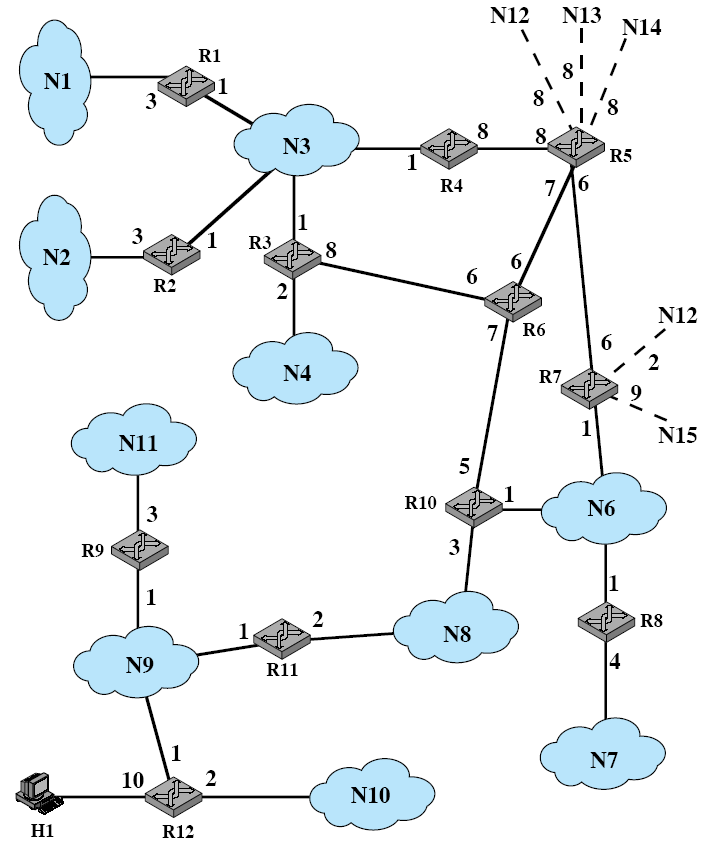 N12 N13 N14
8 8 8
N1 3 R1 1
N3 1 R4 8 8 R5
7 6
N2 3 R2 1
1 R3 8 2
6 6 R6 7
N4
6 N12 2
R7 9 1 N15
N11
3 R9 1
5 R10 1 3
N6
1 R8 4
N9 1 R11 2 N8
N7
1
H1 10 R12 2 N10